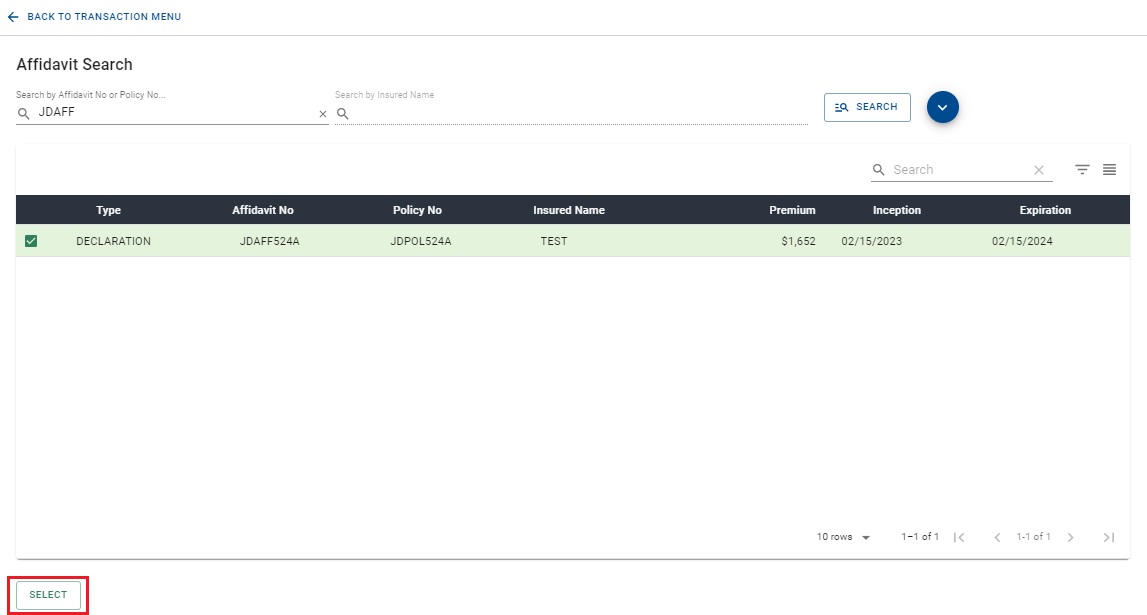 BACK TO TRANSACTION MENU
Affidavit Search
Search by Affidavit No or Policy No...
JDAFF
Search by Insured Name
SEARCH
Search
Type Affidavit No Policy No Insured Name Premium Inception Expiration
DECLARATION JDAFF524A JDPOL524A TEST $1,652 02/15/2023 02/15/2024
10 rows 1–1 of 1 1-1 of 1
SELECT